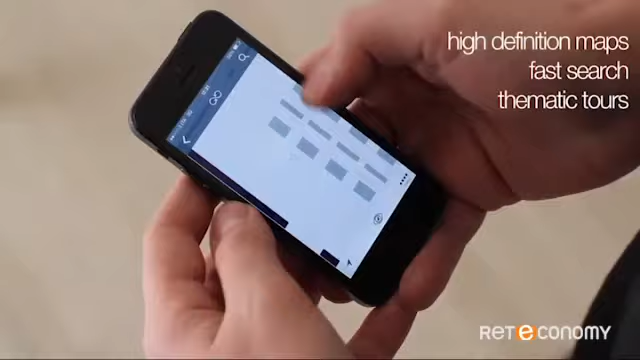 high definition maps
fast search
thematic tours
RETECONOMY